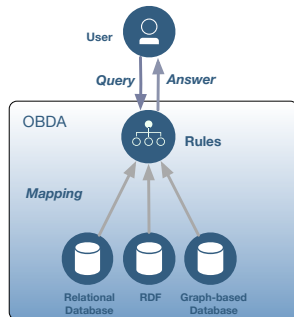 User
Query
Answer
OBDA
Rules
Mapping
Relational
Database
RDF
Graph-based
Database